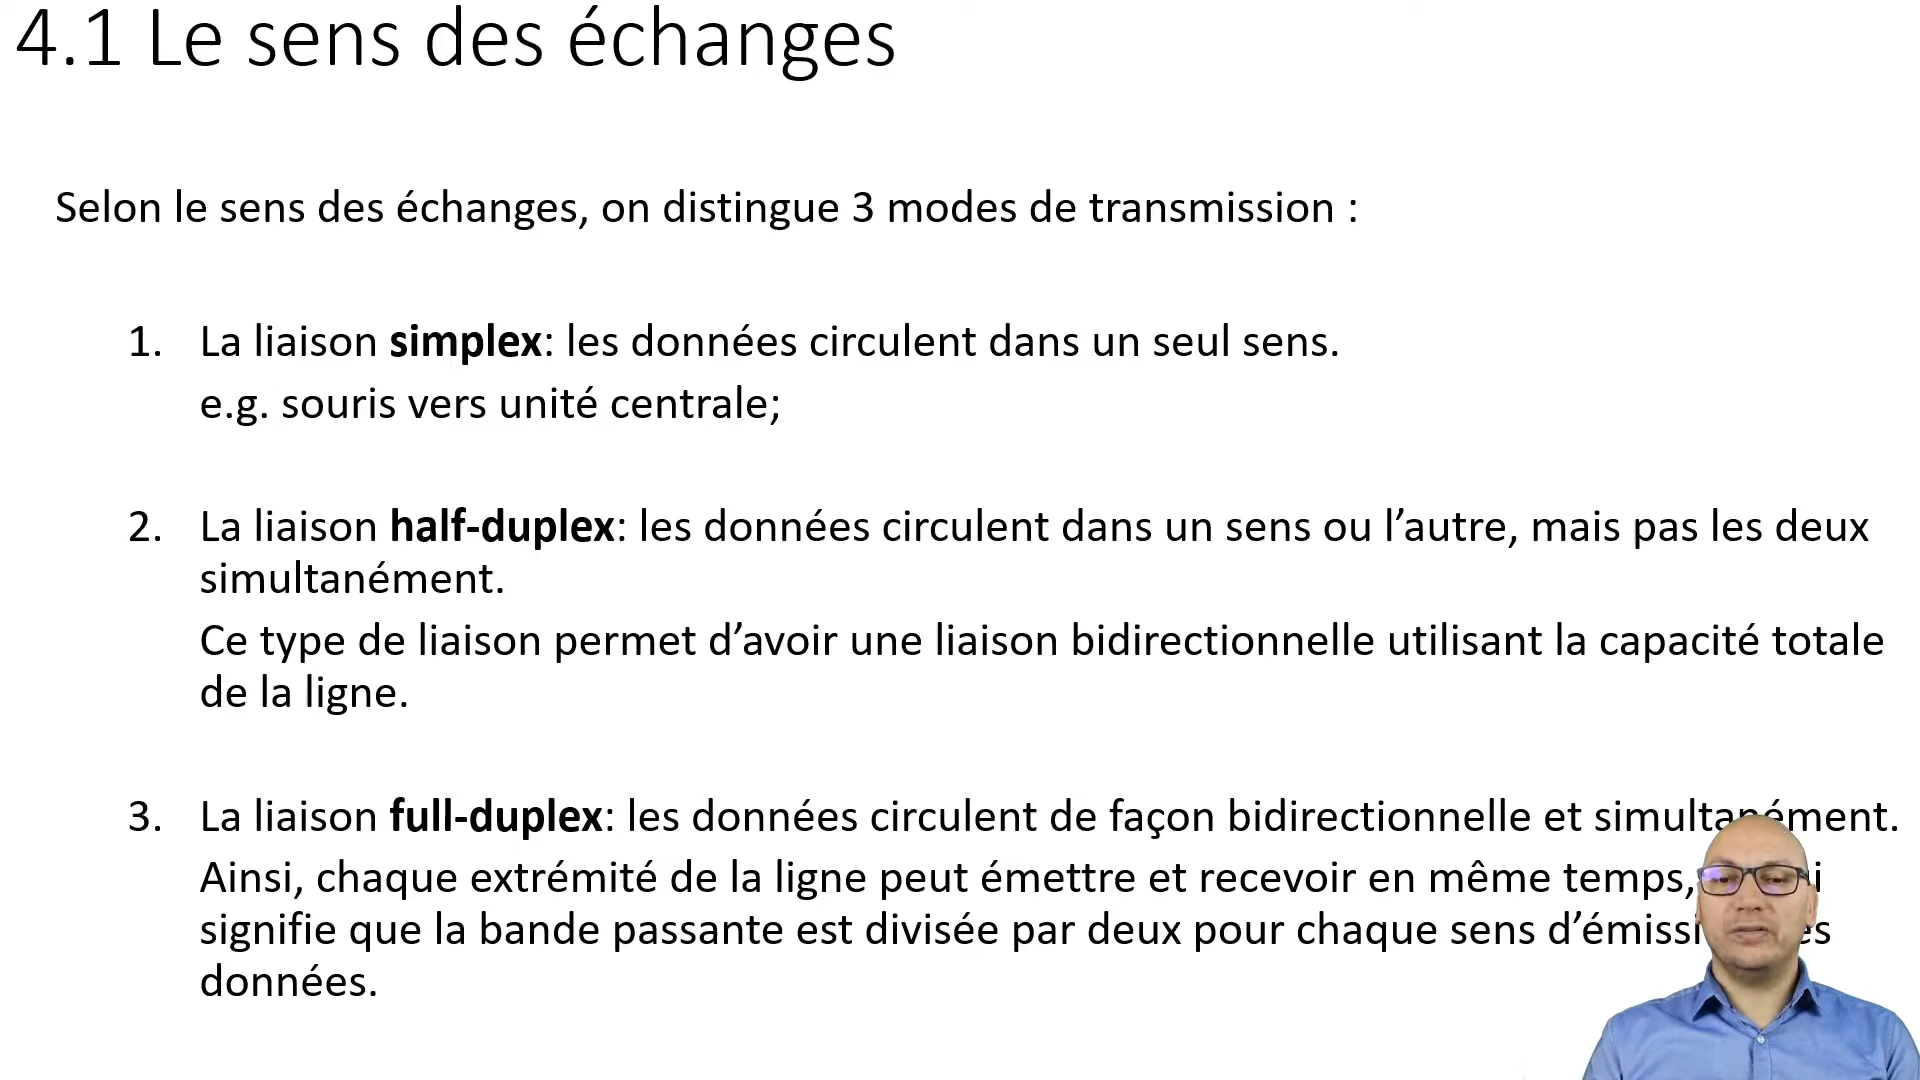 4.1 Le sens des échanges
Selon le sens des échanges, on distingue 3 modes de transmission :
1. La liaison simplex: les données circulent dans un seul sens.
e.g. souris vers unité centrale;
2. La liaison half-duplex: les données circulent dans un sens ou l’autre, mais pas les deux
simultanément.
Ce type de liaison permet d’avoir une liaison bidirectionnelle utilisant la capacité totale
de la ligne.
3. La liaison full-duplex: les données circulent de façon bidirectionnelle et simultanément.
Ainsi, chaque extrémité de la ligne peut émettre et recevoir en même temps,
signifie que la bande passante est divisée par deux pour chaque sens
données.